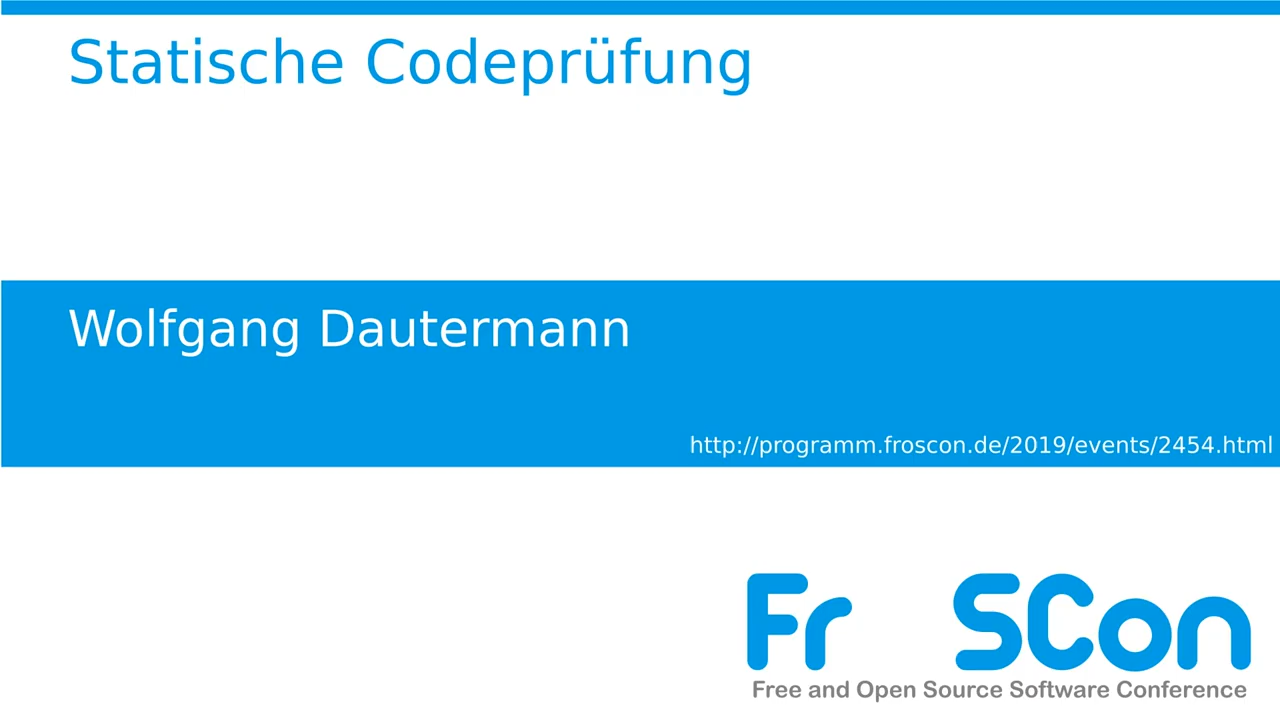 Statische Codeprüfung
Wolfgang Dautermann
http://programm.froscon.de/2019/events/2454.html
Fr SCon
Free and Open Source Software Conference